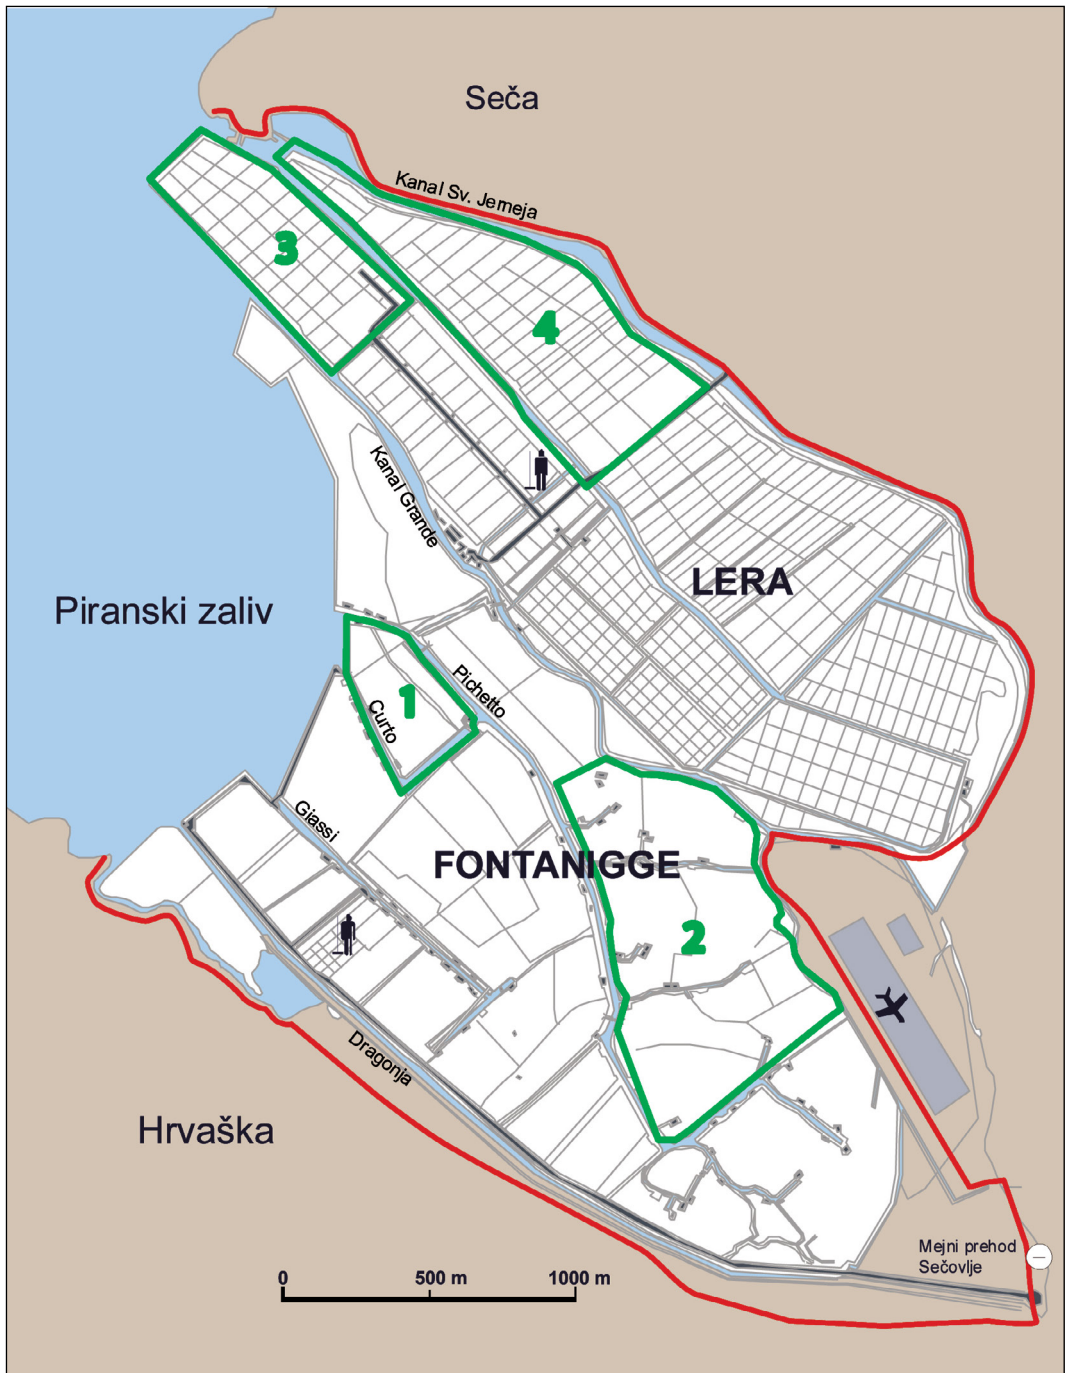 Seča
Kanal Sv. Jerneja
3
4
Kanal Grande
LERA
Piranski zaliv
Pichetto
1
Curto
Giassi
FONTANIGGE
2
Dragonja
Hrvaška
Mejni prehod
Sečovlje
0 500 m 1000 m